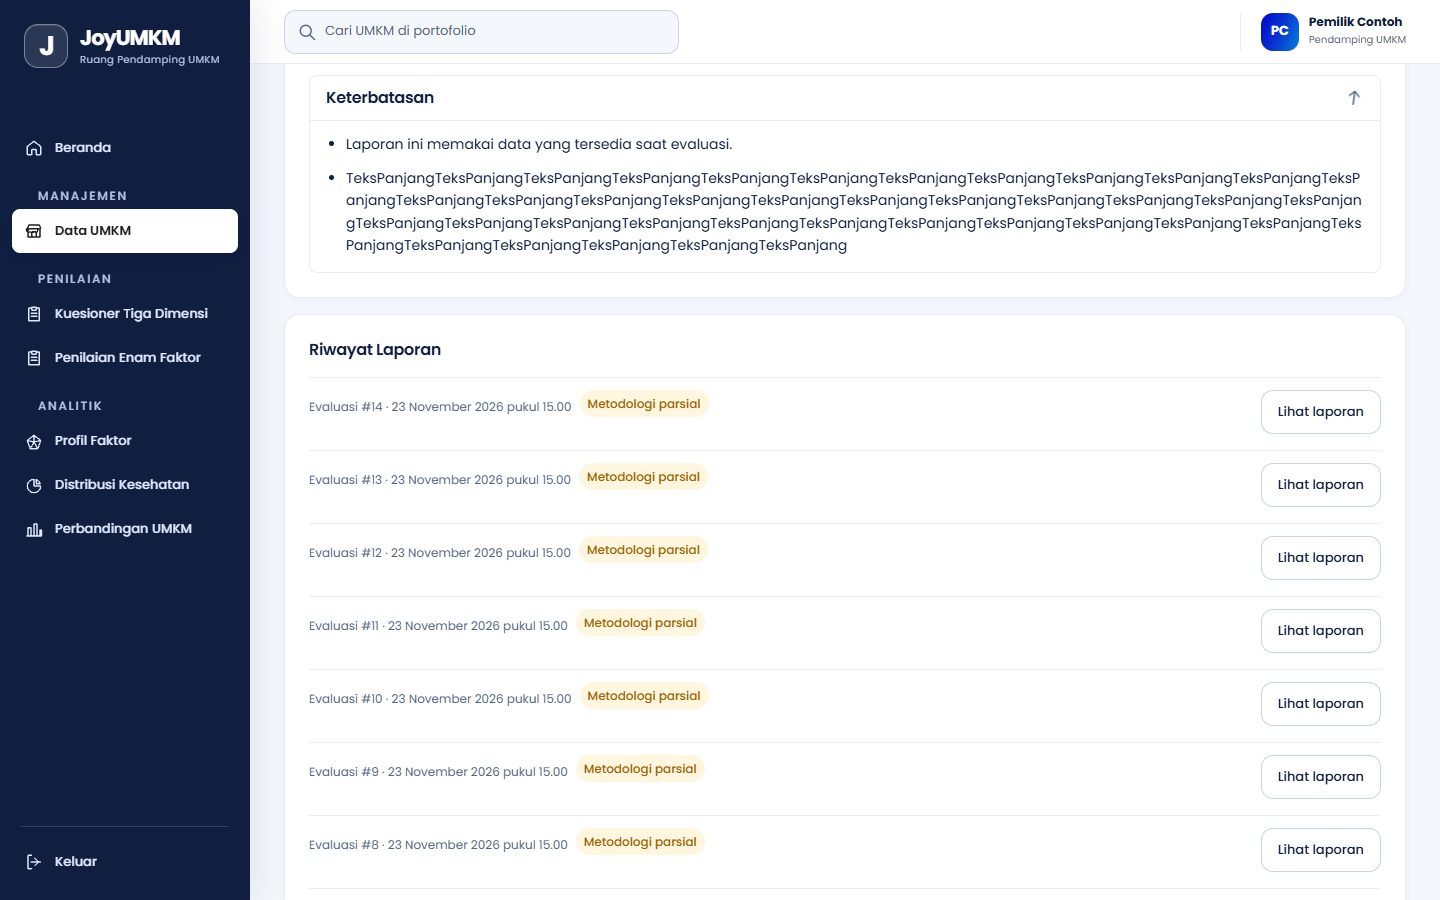 J
JoyUMKM
Ruang Pendamping UMKM
Beranda
MANAJEMEN
Data UMKM
PENILAIAN
Kuesioner Tiga Dimensi
Penilaian Enam Faktor
ANALITIK
Profil Faktor
Distribusi Kesehatan
Perbandingan UMKM
Keluar
Cari UMKM di portofolio
PC
Pemilik Contoh
Pendamping UMKM
Keterbatasan
Laporan ini memakai data yang tersedia saat evaluasi.
TeksPanjangTeksPanjangTeksPanjangTeksPanjangTeksPanjangTeksPanjangTeksPanjangTeksPanjangTeksPanjangTeksPanjangTeksPanjangTeksP
anjangTeksPanjangTeksPanjangTeksPanjangTeksPanjangTeksPanjangTeksPanjangTeksPanjangTeksPanjangTeksPanjangTeksPanjangTeksPanjan
gTeksPanjangTeksPanjangTeksPanjangTeksPanjangTeksPanjangTeksPanjangTeksPanjangTeksPanjangTeksPanjangTeksPanjangTeksPanjangTeks
PanjangTeksPanjangTeksPanjangTeksPanjangTeksPanjangTeksPanjang
Riwayat Laporan
Evaluasi #14 · 23 November 2026 pukul 15.00 Metodologi parsial Lihat laporan
Evaluasi #13 · 23 November 2026 pukul 15.00 Metodologi parsial Lihat laporan
Evaluasi #12 · 23 November 2026 pukul 15.00 Metodologi parsial Lihat laporan
Evaluasi #11 · 23 November 2026 pukul 15.00 Metodologi parsial Lihat laporan
Evaluasi #10 · 23 November 2026 pukul 15.00 Metodologi parsial Lihat laporan
Evaluasi #9 · 23 November 2026 pukul 15.00 Metodologi parsial Lihat laporan
Evaluasi #8 · 23 November 2026 pukul 15.00 Metodologi parsial Lihat laporan